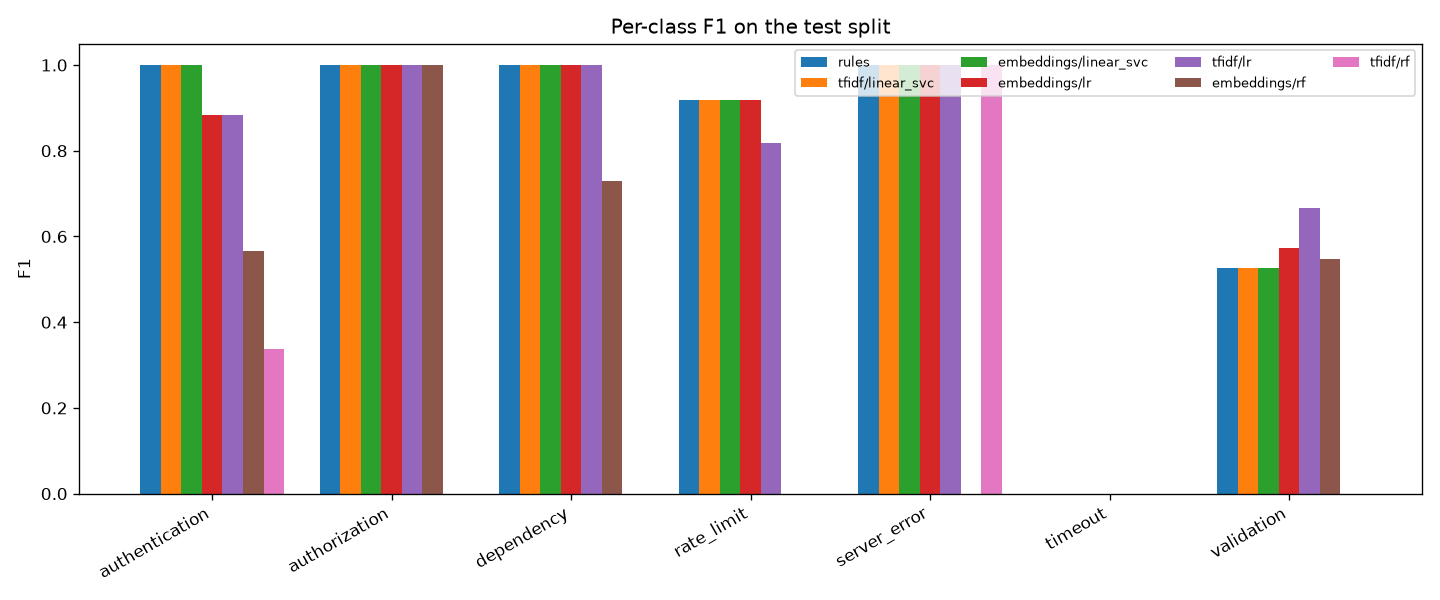 Per-class F1 on the test split
rules
tfidf/linear_svc
embeddings/linear_svc
embeddings/lr
tfidf/lr
embeddings/rf
tfidf/rf
F1
1.0
0.8
0.6
0.4
0.2
0.0
authentication
authorization
dependency
rate_limit
server_error
timeout
validation